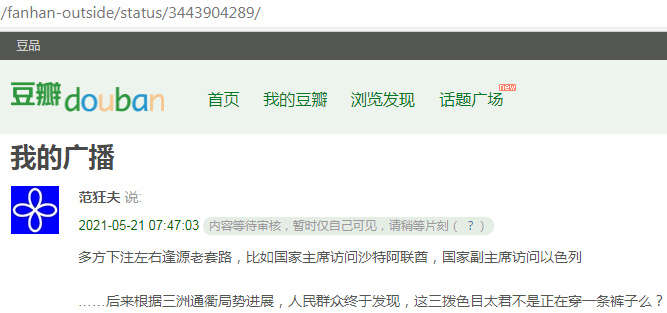 /fanhan-outside/status/3443904289/
豆品
豆瓣douban 首页 我的豆瓣 浏览发现 话题广场 new
我的广播
范狂夫 说:
2021-05-21 07:47:03 内容等待审核，暂时仅自己可见，请稍等片刻（ ? ）
多方下注左右逢源老套路，比如国家主席访问沙特阿联酋，国家副主席访问以色列
……后来根据三洲通衢局势进展，人民群众终于发现，这三拨色目太君不是正在穿一条裤子么？